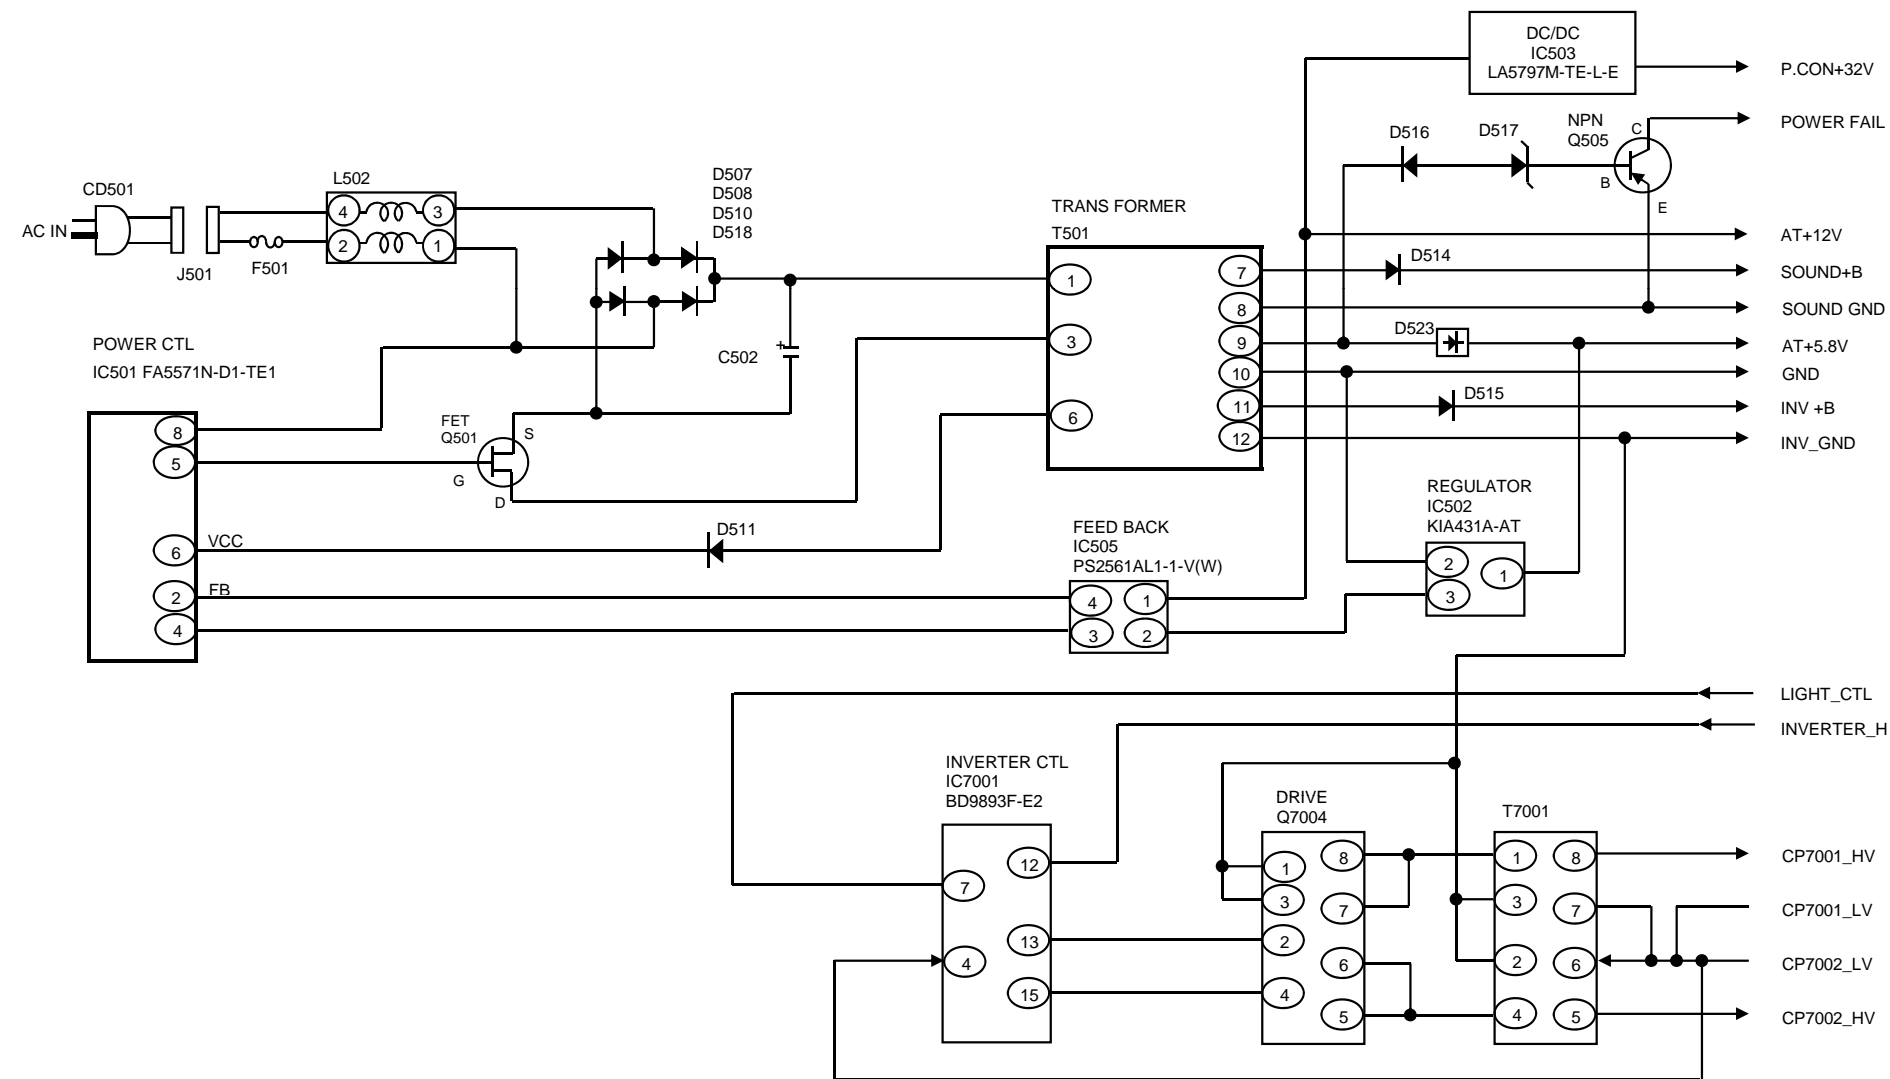 DC/DC
IC503
LA5797M-TE-L-E
P.CON+32V
NPN
Q505
C
B
E
POWER FAIL
D516
D517
CD501
AC IN
J501
F501
L502
4
3
2
1
D507
D508
D510
D518
C502
+
TRANS FORMER
T501
1
3
6
7
8
9
10
11
12
AT+12V
D514
SOUND+B
SOUND GND
D523
AT+5.8V
GND
D515
INV +B
INV_GND
POWER CTL
IC501 FA5571N-D1-TE1
8
5
6
2
4
VCC
FB
FET
Q501
S
G
D
D511
FEED BACK
IC505
PS2561AL1-1-V(W)
4
1
3
2
REGULATOR
IC502
KIA431A-AT
2
1
3
LIGHT_CTL
INVERTER_H
INVERTER CTL
IC7001
BD9893F-E2
12
7
13
4
15
DRIVE
Q7004
8
1
3
7
2
6
4
5
T7001
1
8
3
7
2
6
4
5
CP7001_HV
CP7001_LV
CP7002_LV
CP7002_HV